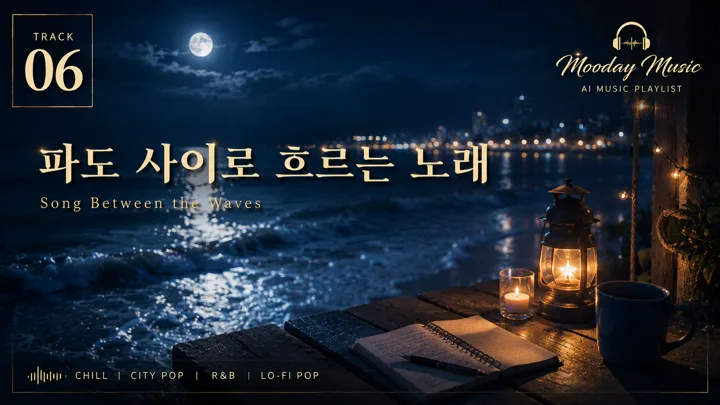 TRACK
06
Mooday Music
AI MUSIC PLAYLIST
파도 사이로 흐르는 노래
Song Between the Waves
CHILL | CITY POP | R&B | LO-FI POP